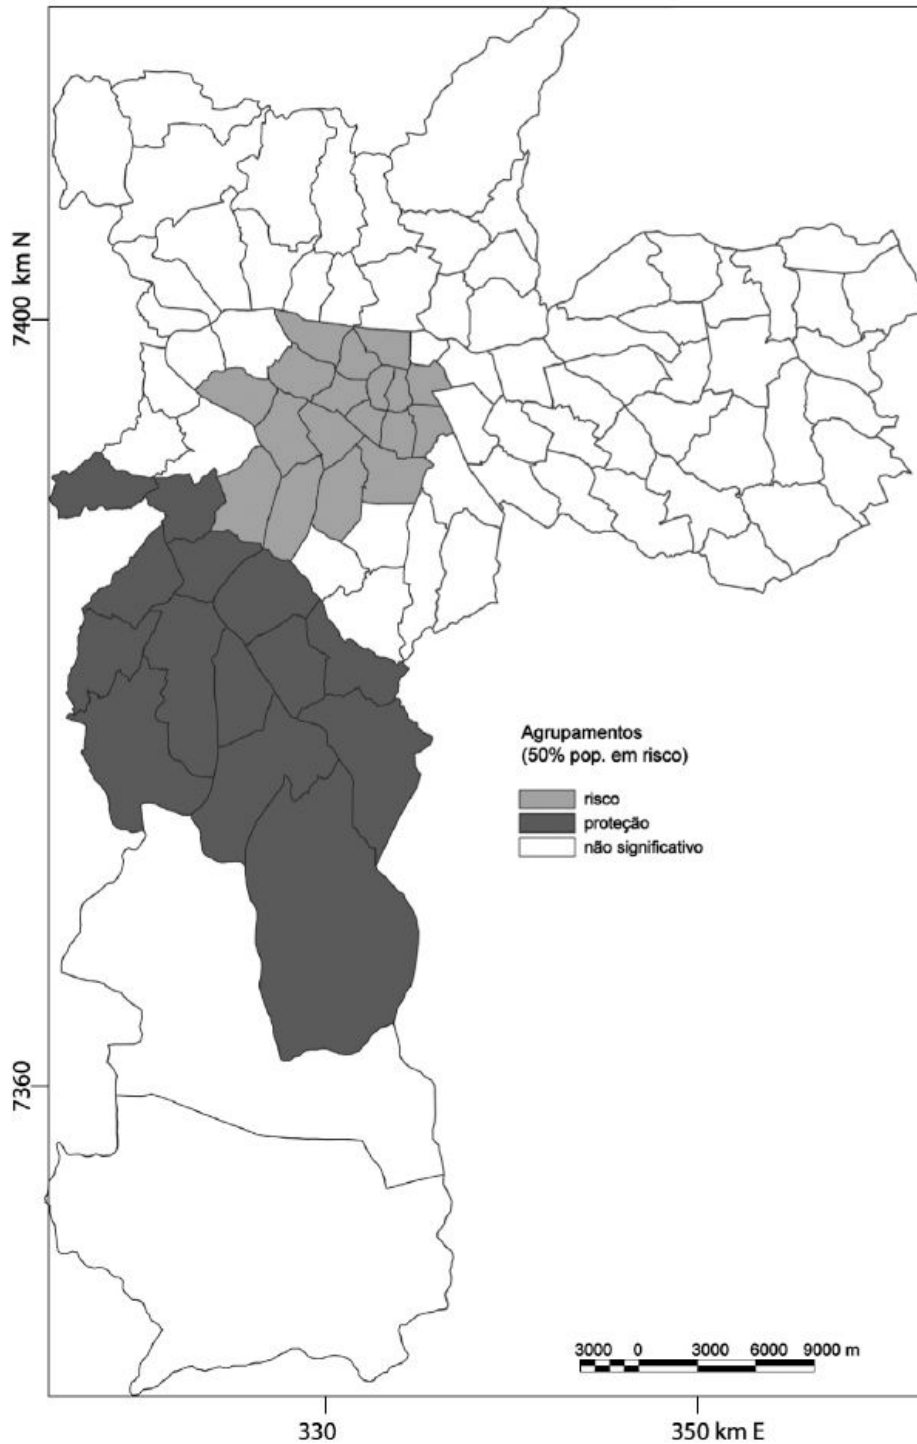 7400 km N
7360
Agrupamentos
(50% pop. em risco)
risco
proteção
não significativo
3000 0 3000 6000 9000 m
330 350 km E